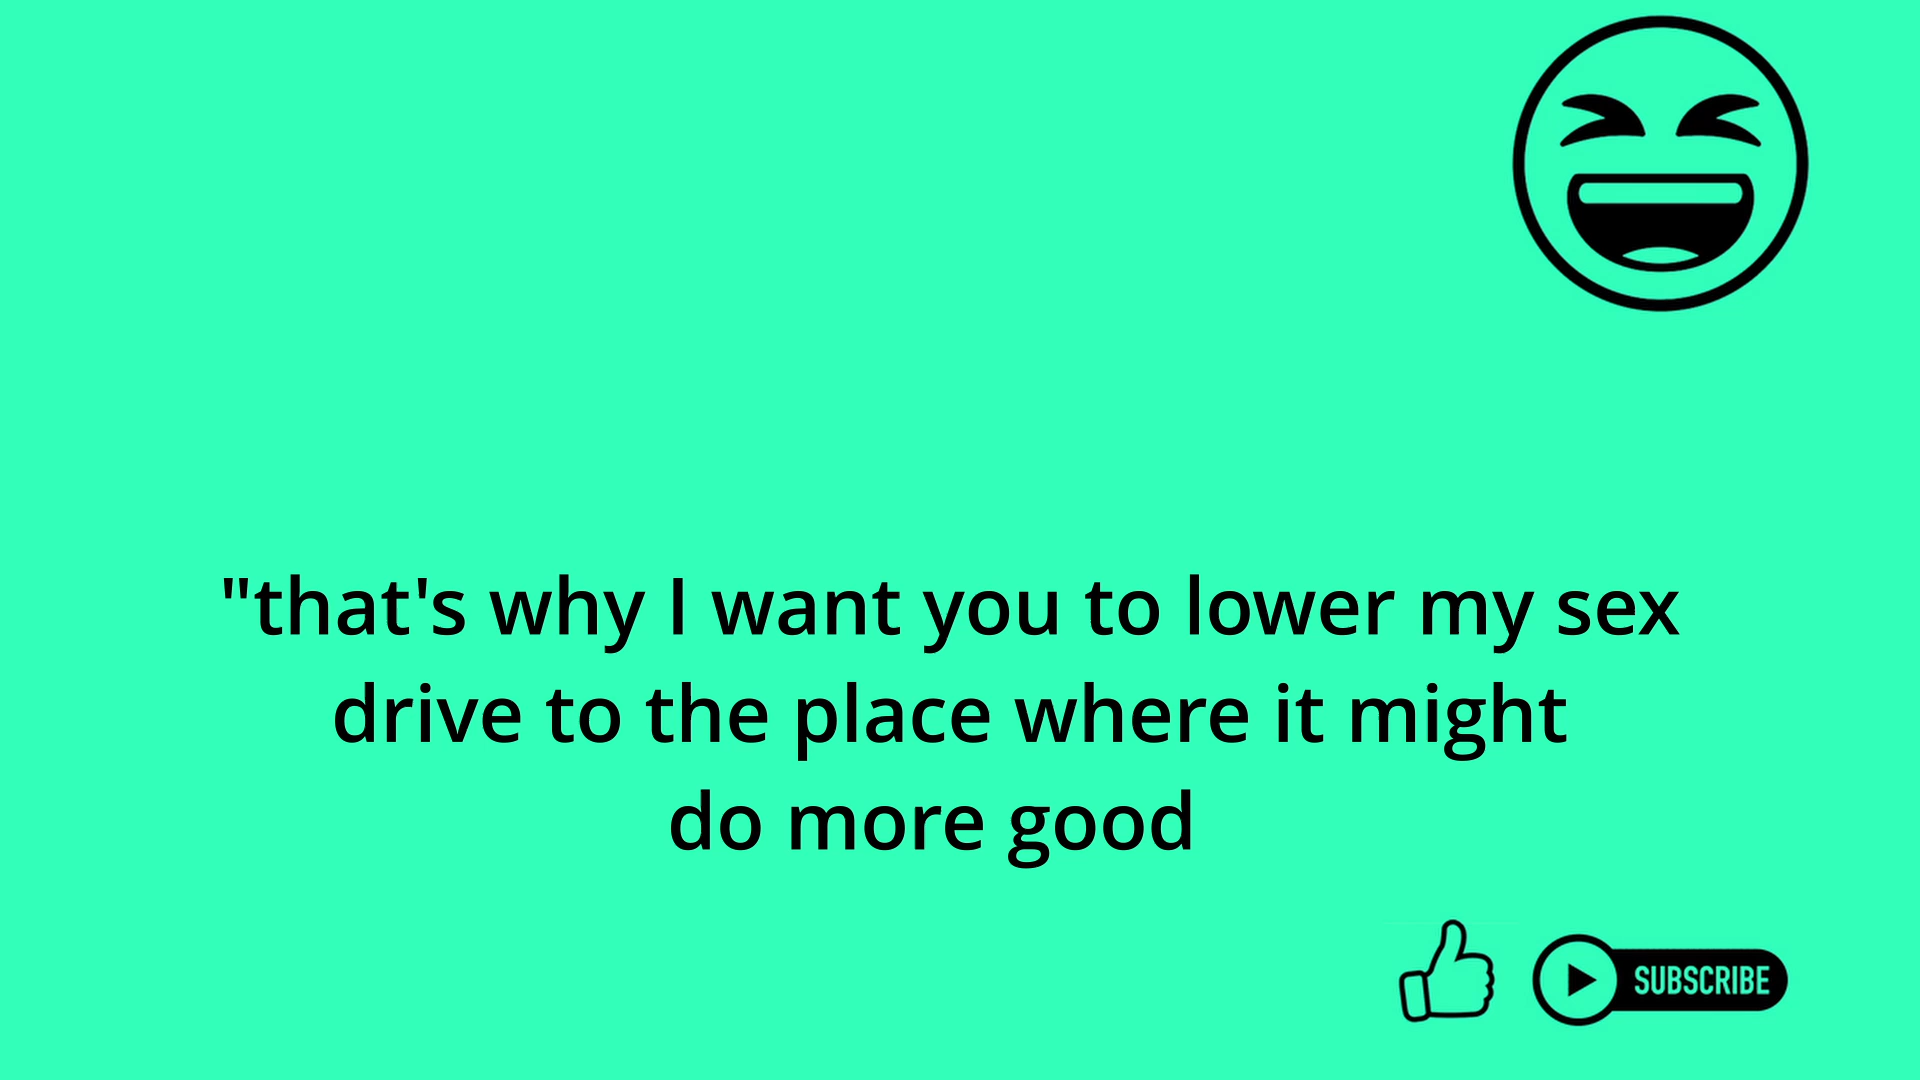 "that's why I want you to lower my sex
drive to the place where it might
do more good
SUBSCRIBE